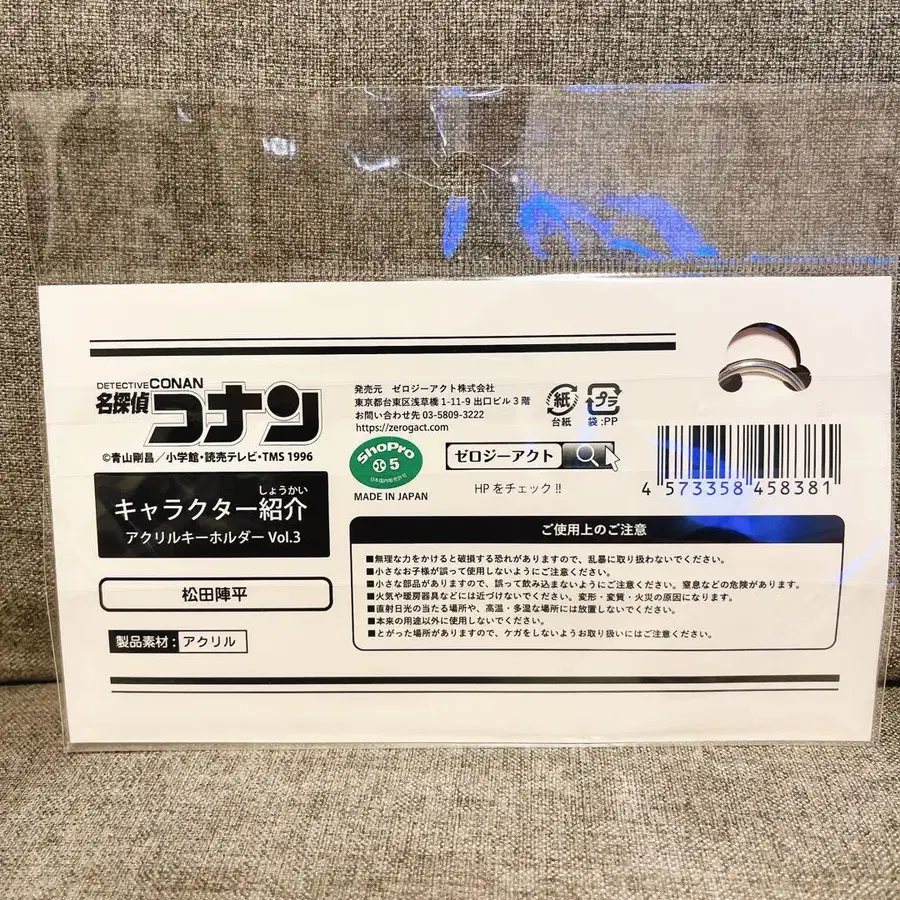 DETECTIVE CONAN
名探偵コナン
©青山剛昌／小学館・読売テレビ・TMS 1996
しょうかい
キャラクター紹介
アクリルキーホルダー Vol.3
松田陣平
製品素材：アクリル
発売元 ゼロジーアクト株式会社
東京都台東区浅草橋 1-11-9 出口ビル 3 階
お問い合わせ先 03-5809-3222
https://zerogact.com
紙
台紙
プラ
袋:PP
ShoPro
5
日本国内販売許可
MADE IN JAPAN
ゼロジーアクト
HP をチェック !!
4 573358 458381
ご使用上のご注意
■無理な力をかけると破損する恐れがありますので、乱暴に取り扱わないでください。
■小さなお子様が誤って使用しないようにご注意ください。
■小さな部品がありますので、誤って飲み込まないようにご注意ください。窒息などの危険があります。
■火気や暖房器具などには近づけないでください。変形・変質・火災の原因になります。
■直射日光の当たる場所や、高温・多湿な場所には放置しないでください。
■本来の用途以外に使用しないでください。
■とがった場所がありますので、ケガをしないようお取り扱いにはご注意ください。